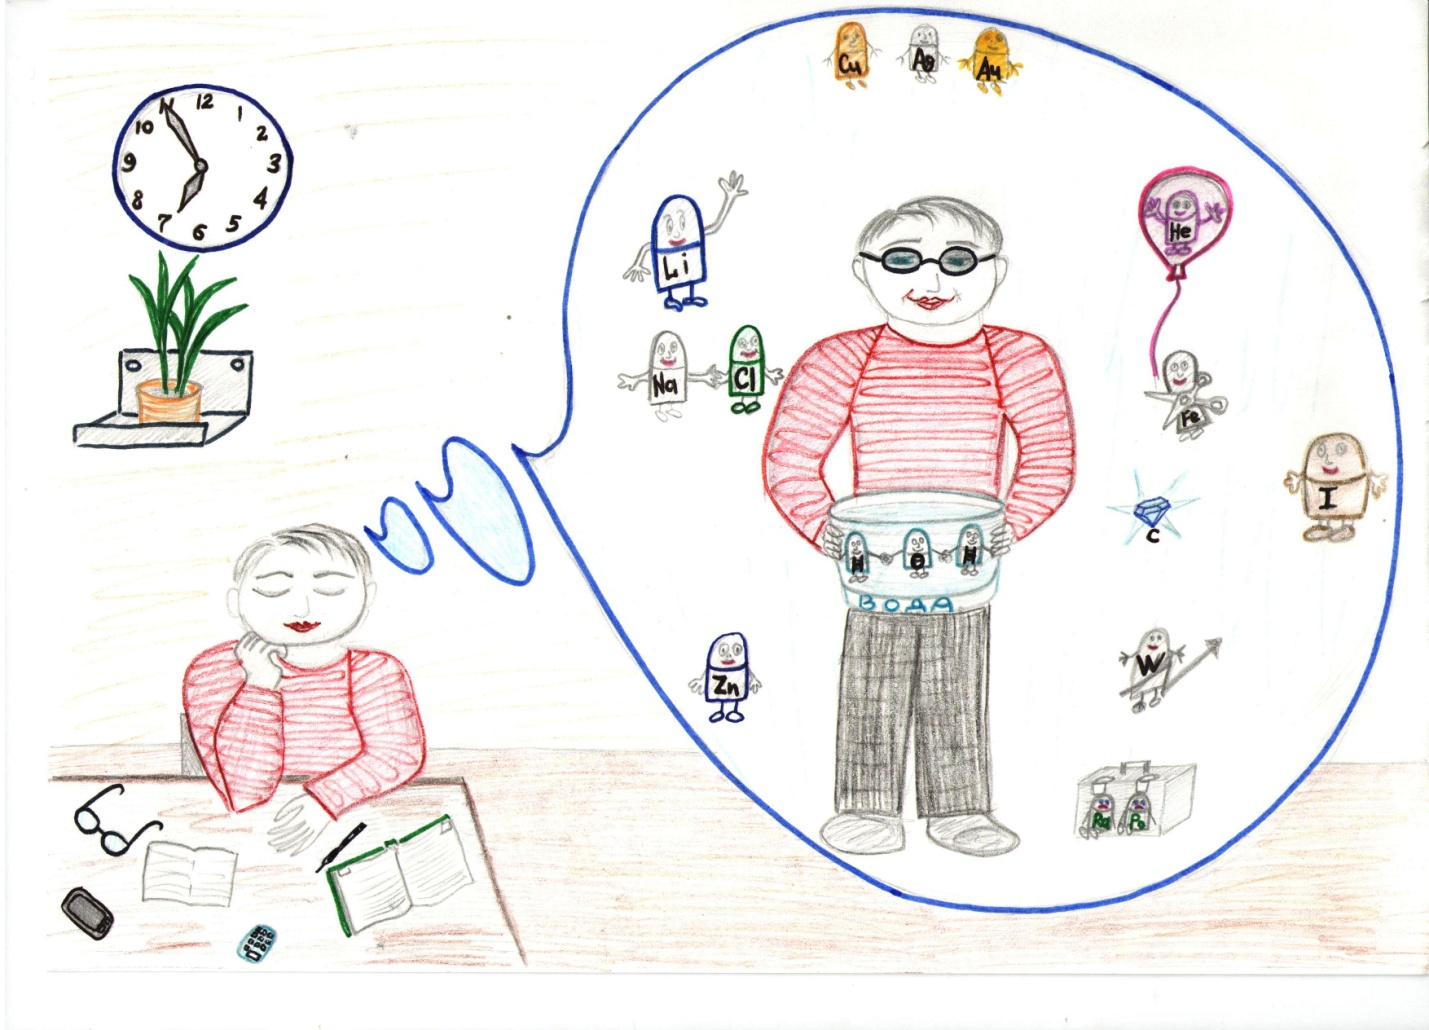 12
1
2
3
4
5
6
7
8
9
10
11
Cu Ag Au
Li
He
Na Cl
Fe
I
C
H O H
ВОДА
Zn
W
Ra Po